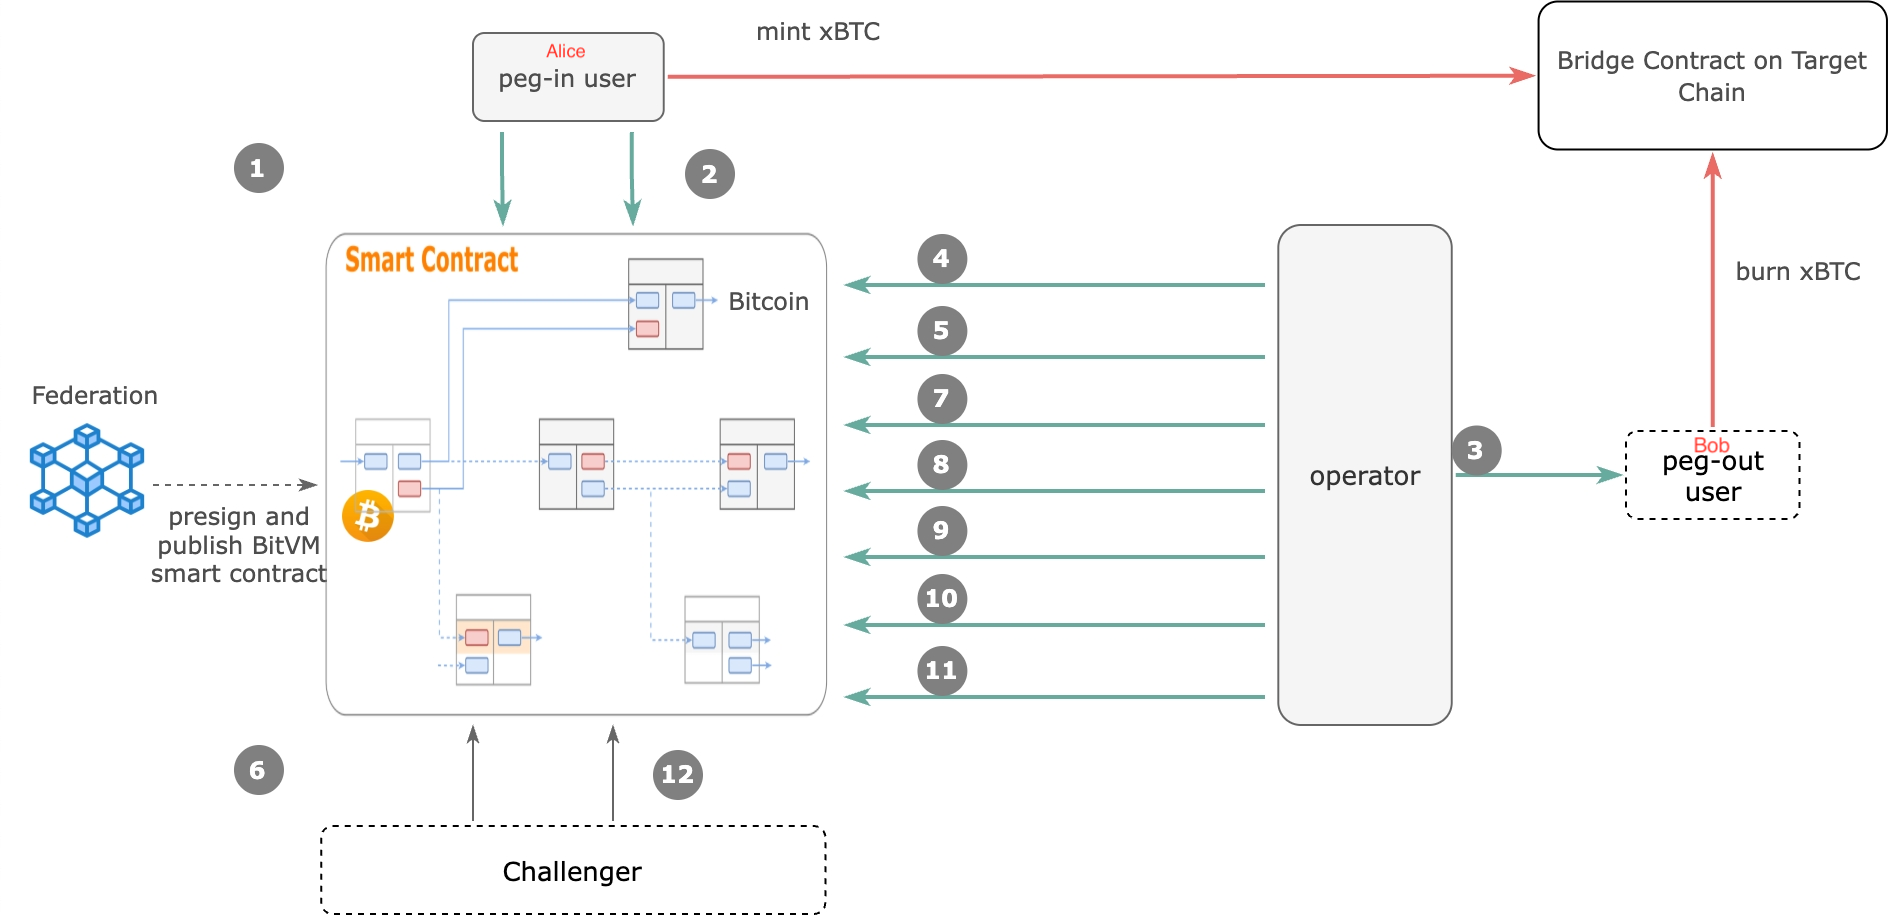 mint xBTC
Alice
peg-in user
Bridge Contract on Target
Chain
1
2
Smart Contract
Bitcoin
4
5
7
8
9
10
11
operator
3
burn xBTC
Bob
peg-out
user
Federation
presign and
publish BitVM
smart contract
6
12
Challenger